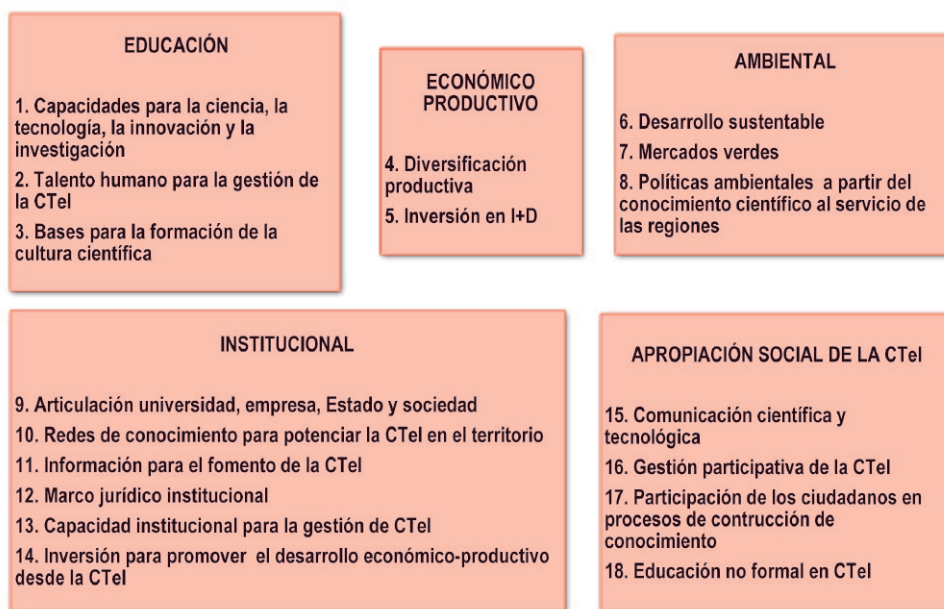 EDUCACIÓN
1. Capacidades para la ciencia, la
tecnología, la innovación y la
investigación
2. Talento humano para la gestión de
la CTeI
3. Bases para la formación de la
cultura científica
ECONÓMICO
PRODUCTIVO
4. Diversificación
productiva
5. Inversión en I+D
AMBIENTAL
6. Desarrollo sustentable
7. Mercados verdes
8. Políticas ambientales a partir del
conocimiento científico al servicio de
las regiones
INSTITUCIONAL
9. Articulación universidad, empresa, Estado y sociedad
10. Redes de conocimiento para potenciar la CTeI en el territorio
11. Información para el fomento de la CTeI
12. Marco jurídico institucional
13. Capacidad institucional para la gestión de CTeI
14. Inversión para promover el desarrollo económico-productivo
desde la CTeI
APROPIACIÓN SOCIAL DE LA CTeI
15. Comunicación científica y
tecnológica
16. Gestión participativa de la CTeI
17. Participación de los ciudadanos en
procesos de contrucción de
conocimiento
18. Educación no formal en CTeI